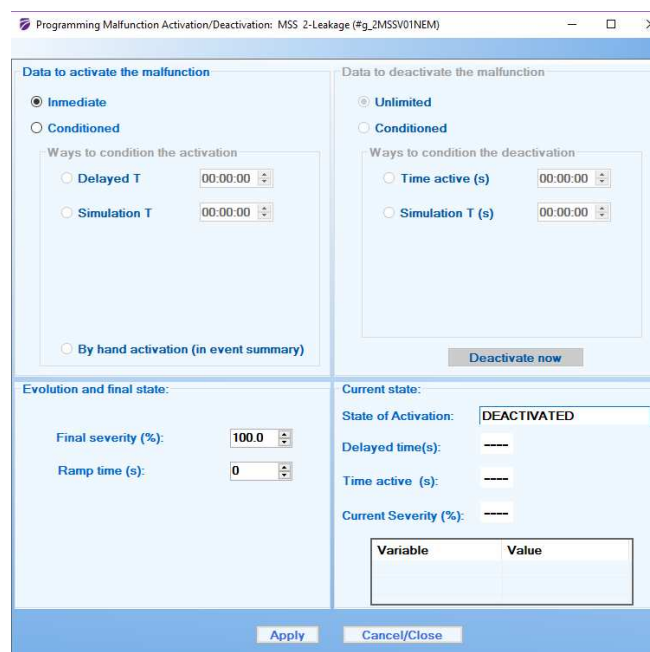 Programming Malfunction Activation/Deactivation: MSS 2-Leakage (#g_2MSSV01NEM)
Data to activate the malfunction
Inmediate
Conditioned
Ways to condition the activation
Delayed T 00:00:00
Simulation T 00:00:00
By hand activation (in event summary)
Data to deactivate the malfunction
Unlimited
Conditioned
Ways to condition the deactivation
Time active (s) 00:00:00
Simulation T (s) 00:00:00
Deactivate now
Evolution and final state:
Final severity (%): 100.0
Ramp time (s): 0
Current state:
State of Activation: DEACTIVATED
Delayed time(s): ----
Time active (s): ----
Current Severity (%): ----
Variable Value
Apply Cancel/Close